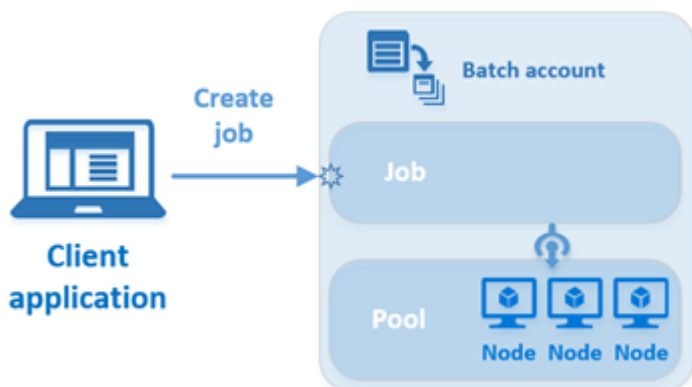 Batch account
Create
job
Job
Client
application
Pool
Node Node Node